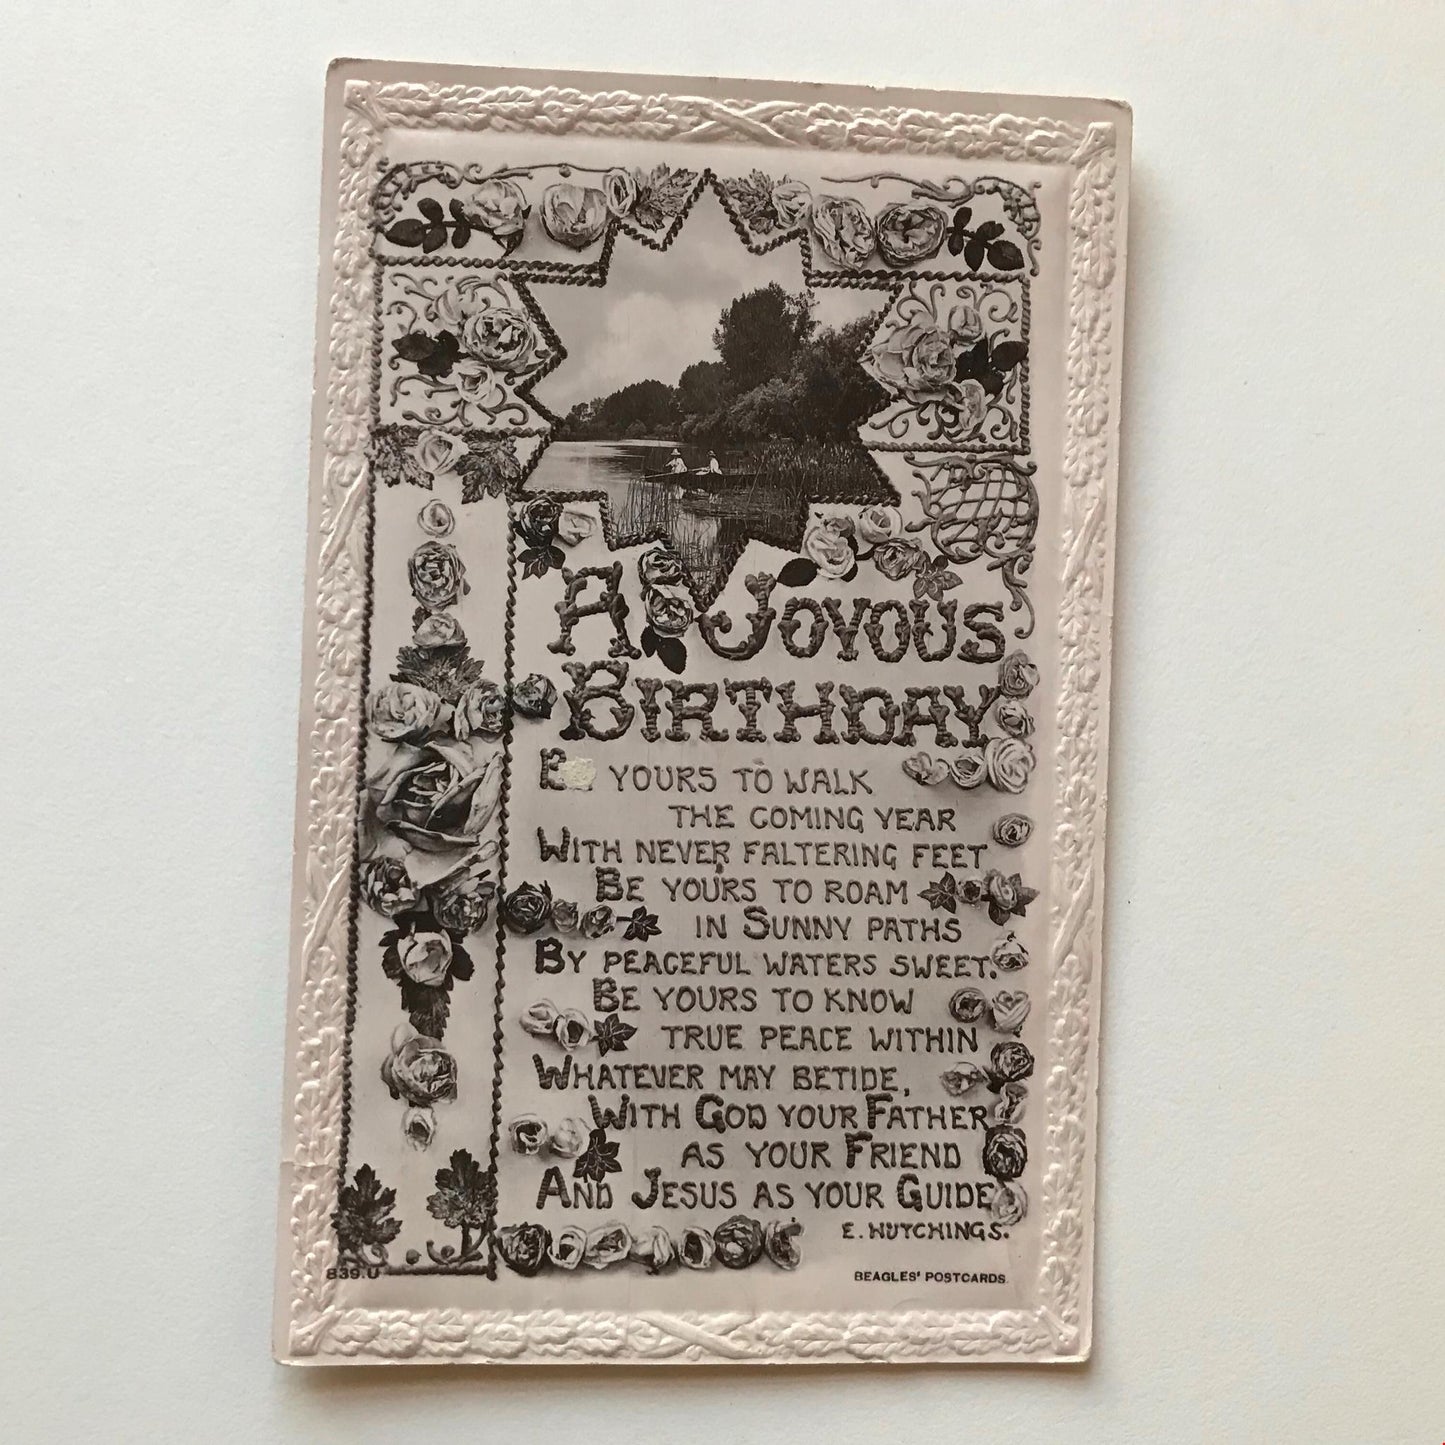 A Joyous
Birthday
YOURS TO WALK
THE COMING YEAR
WITH NEVER FALTERING FEET
BE YOURS TO ROAM
IN SUNNY PATHS
BY PEACEFUL WATERS SWEET.
BE YOURS TO KNOW
TRUE PEACE WITHIN
WHATEVER MAY BETIDE,
WITH GOD YOUR FATHER
AS YOUR FRIEND
AND JESUS AS YOUR GUIDE
E. HUTCHINGS.
839.U
BEAGLES' POSTCARDS.